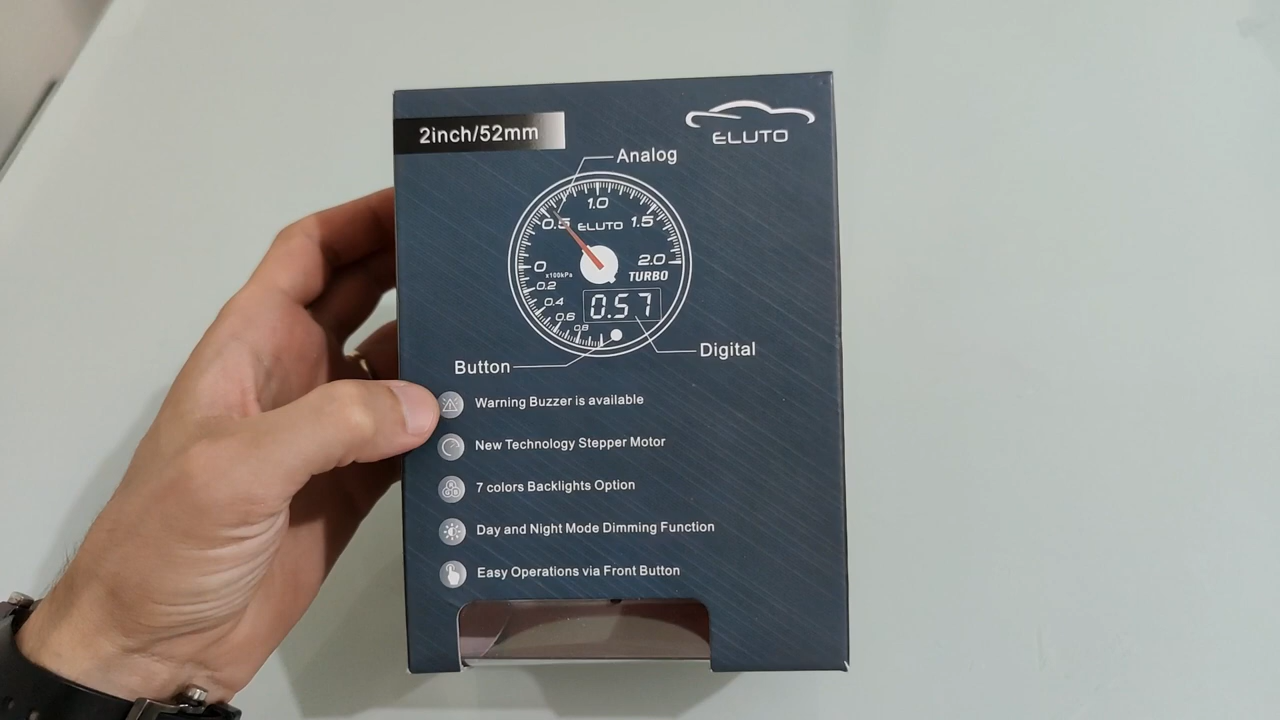 2inch/52mm
ELUTO
Analog
1.0
0.5 ELUTO 1.5
0 2.0
x100kPa TURBO
0.2
0.4
0.57
0.6
0.8
Digital
Button
Warning Buzzer is available
New Technology Stepper Motor
7 colors Backlights Option
Day and Night Mode Dimming Function
Easy Operations via Front Button